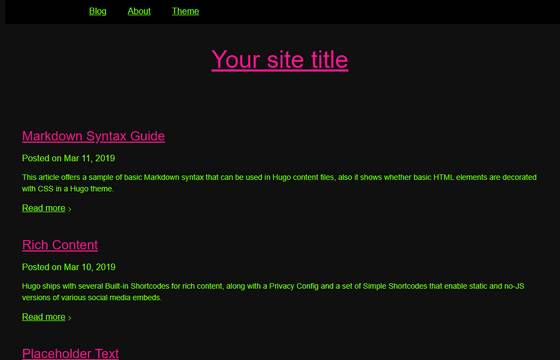 Blog About Theme
Your site title
Markdown Syntax Guide
Posted on Mar 11, 2019
This article offers a sample of basic Markdown syntax that can be used in Hugo content files, also it shows whether basic HTML elements are decorated
with CSS in a Hugo theme.
Read more ›
Rich Content
Posted on Mar 10, 2019
Hugo ships with several Built-in Shortcodes for rich content, along with a Privacy Config and a set of Simple Shortcodes that enable static and no-JS
versions of various social media embeds.
Read more ›
Placeholder Text